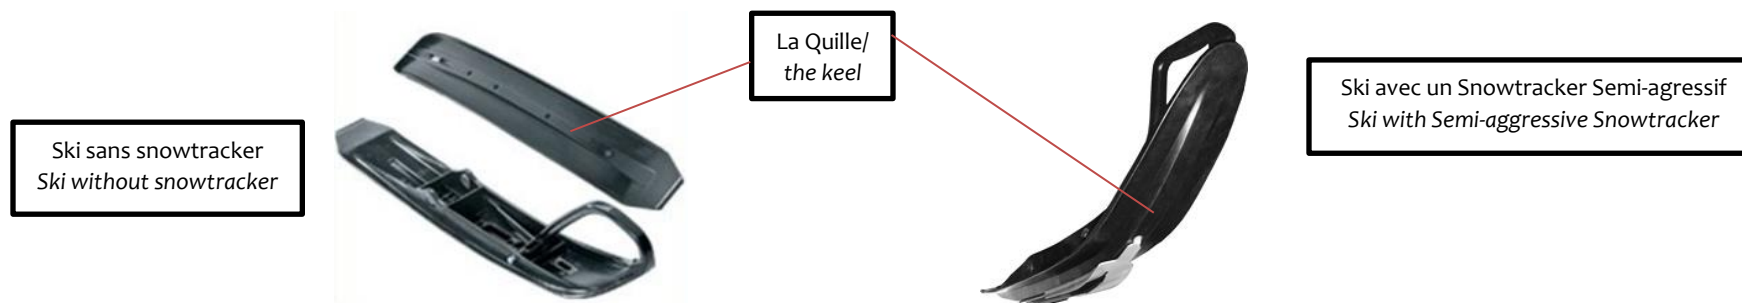 La Quille/
the keel
Ski avec un Snowtracker Semi-agressif
Ski with Semi-aggressive Snowtracker
Ski sans snowtracker
Ski without snowtracker